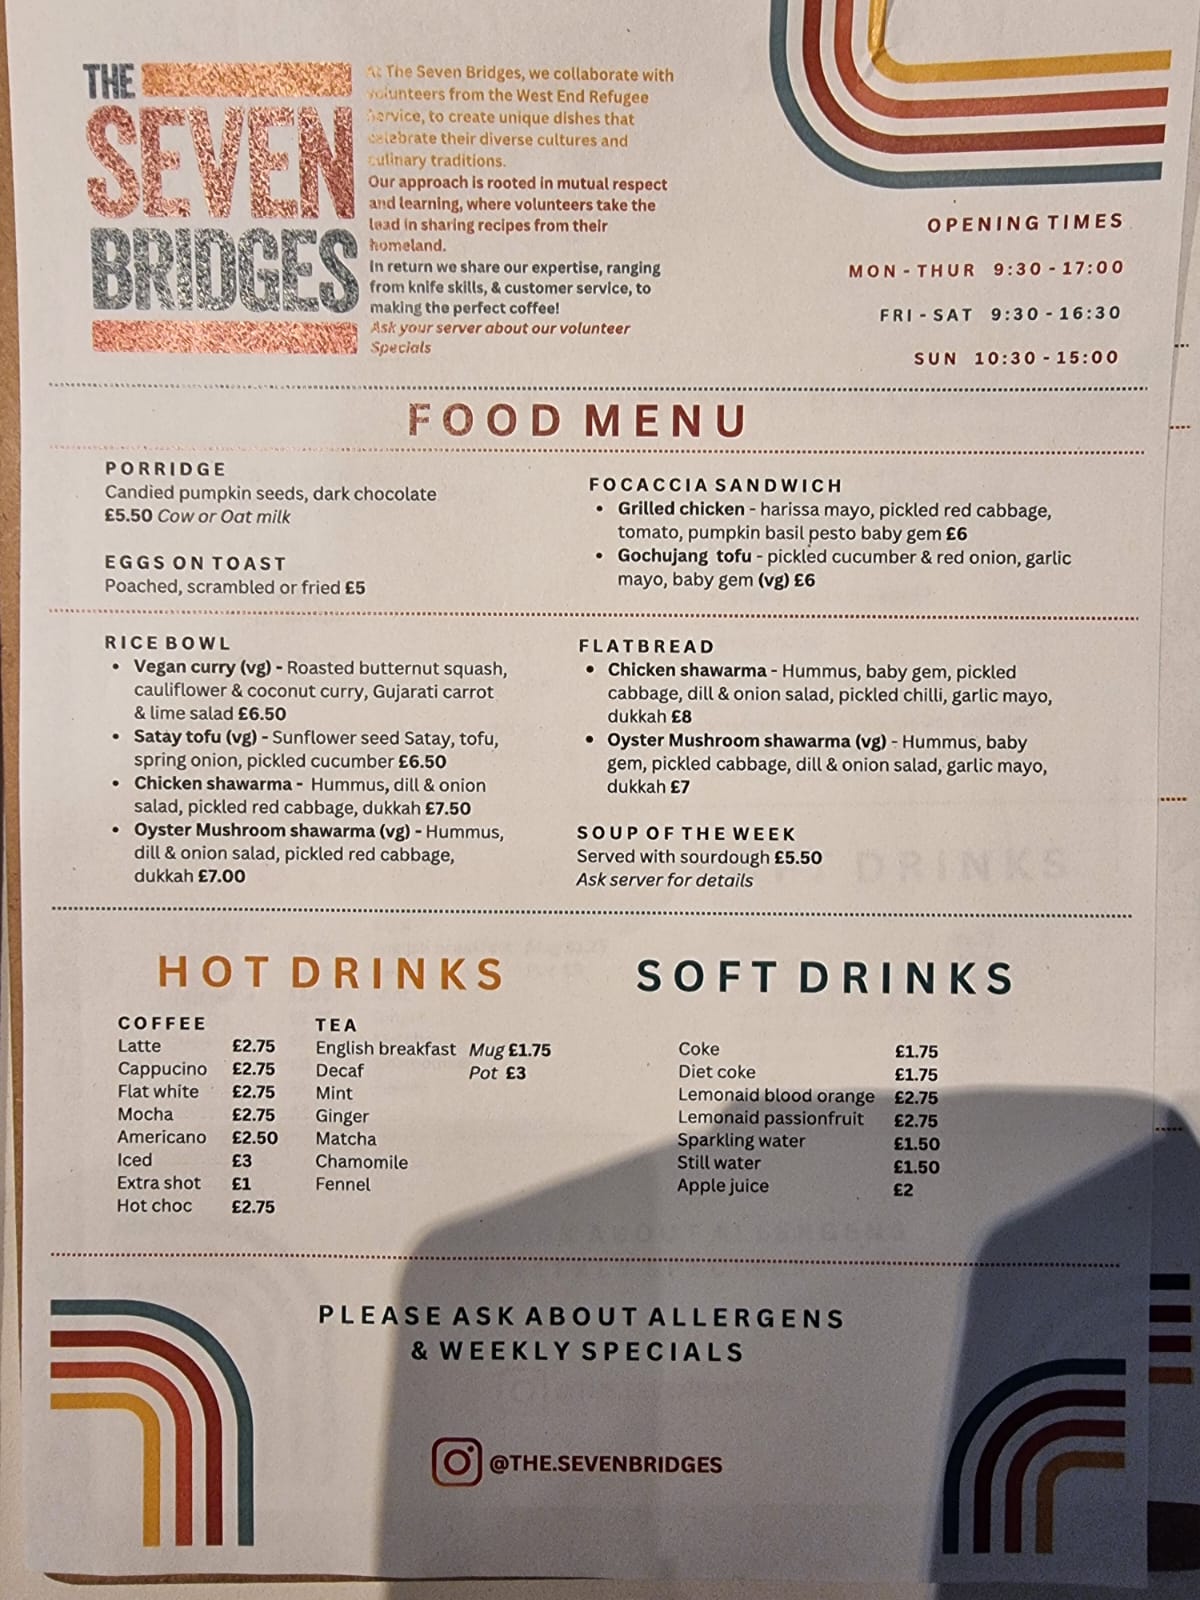 THE
SEVEN
BRIDGES
At The Seven Bridges, we collaborate with
volunteers from the West End Refugee
Service, to create unique dishes that
celebrate their diverse cultures and
culinary traditions.
Our approach is rooted in mutual respect
and learning, where volunteers take the
lead in sharing recipes from their
homeland.
In return we share our expertise, ranging
from knife skills, & customer service, to
making the perfect coffee!
Ask your server about our volunteer
Specials
OPENING TIMES
MON - THUR 9:30 - 17:00
FRI - SAT 9:30 - 16:30
SUN 10:30 - 15:00
FOOD MENU
PORRIDGE
Candied pumpkin seeds, dark chocolate
£5.50 Cow or Oat milk
EGGS ON TOAST
Poached, scrambled or fried £5
FOCACCIA SANDWICH
• Grilled chicken - harissa mayo, pickled red cabbage,
tomato, pumpkin basil pesto baby gem £6
• Gochujang tofu - pickled cucumber & red onion, garlic
mayo, baby gem (vg) £6
RICE BOWL
• Vegan curry (vg) - Roasted butternut squash,
cauliflower & coconut curry, Gujarati carrot
& lime salad £6.50
• Satay tofu (vg) - Sunflower seed Satay, tofu,
spring onion, pickled cucumber £6.50
• Chicken shawarma - Hummus, dill & onion
salad, pickled red cabbage, dukkah £7.50
• Oyster Mushroom shawarma (vg) - Hummus,
dill & onion salad, pickled red cabbage,
dukkah £7.00
FLATBREAD
• Chicken shawarma - Hummus, baby gem, pickled
cabbage, dill & onion salad, pickled chilli, garlic mayo,
dukkah £8
• Oyster Mushroom shawarma (vg) - Hummus, baby
gem, pickled cabbage, dill & onion salad, garlic mayo,
dukkah £7
SOUP OF THE WEEK
Served with sourdough £5.50
Ask server for details
HOT DRINKS
COFFEE
Latte £2.75
Cappucino £2.75
Flat white £2.75
Mocha £2.75
Americano £2.50
Iced £3
Extra shot £1
Hot choc £2.75
TEA
English breakfast Mug £1.75
Decaf Pot £3
Mint
Ginger
Matcha
Chamomile
Fennel
SOFT DRINKS
Coke £1.75
Diet coke £1.75
Lemonaid blood orange £2.75
Lemonaid passionfruit £2.75
Sparkling water £1.50
Still water £1.50
Apple juice £2
PLEASE ASK ABOUT ALLERGENS
& WEEKLY SPECIALS
@THE.SEVENBRIDGES